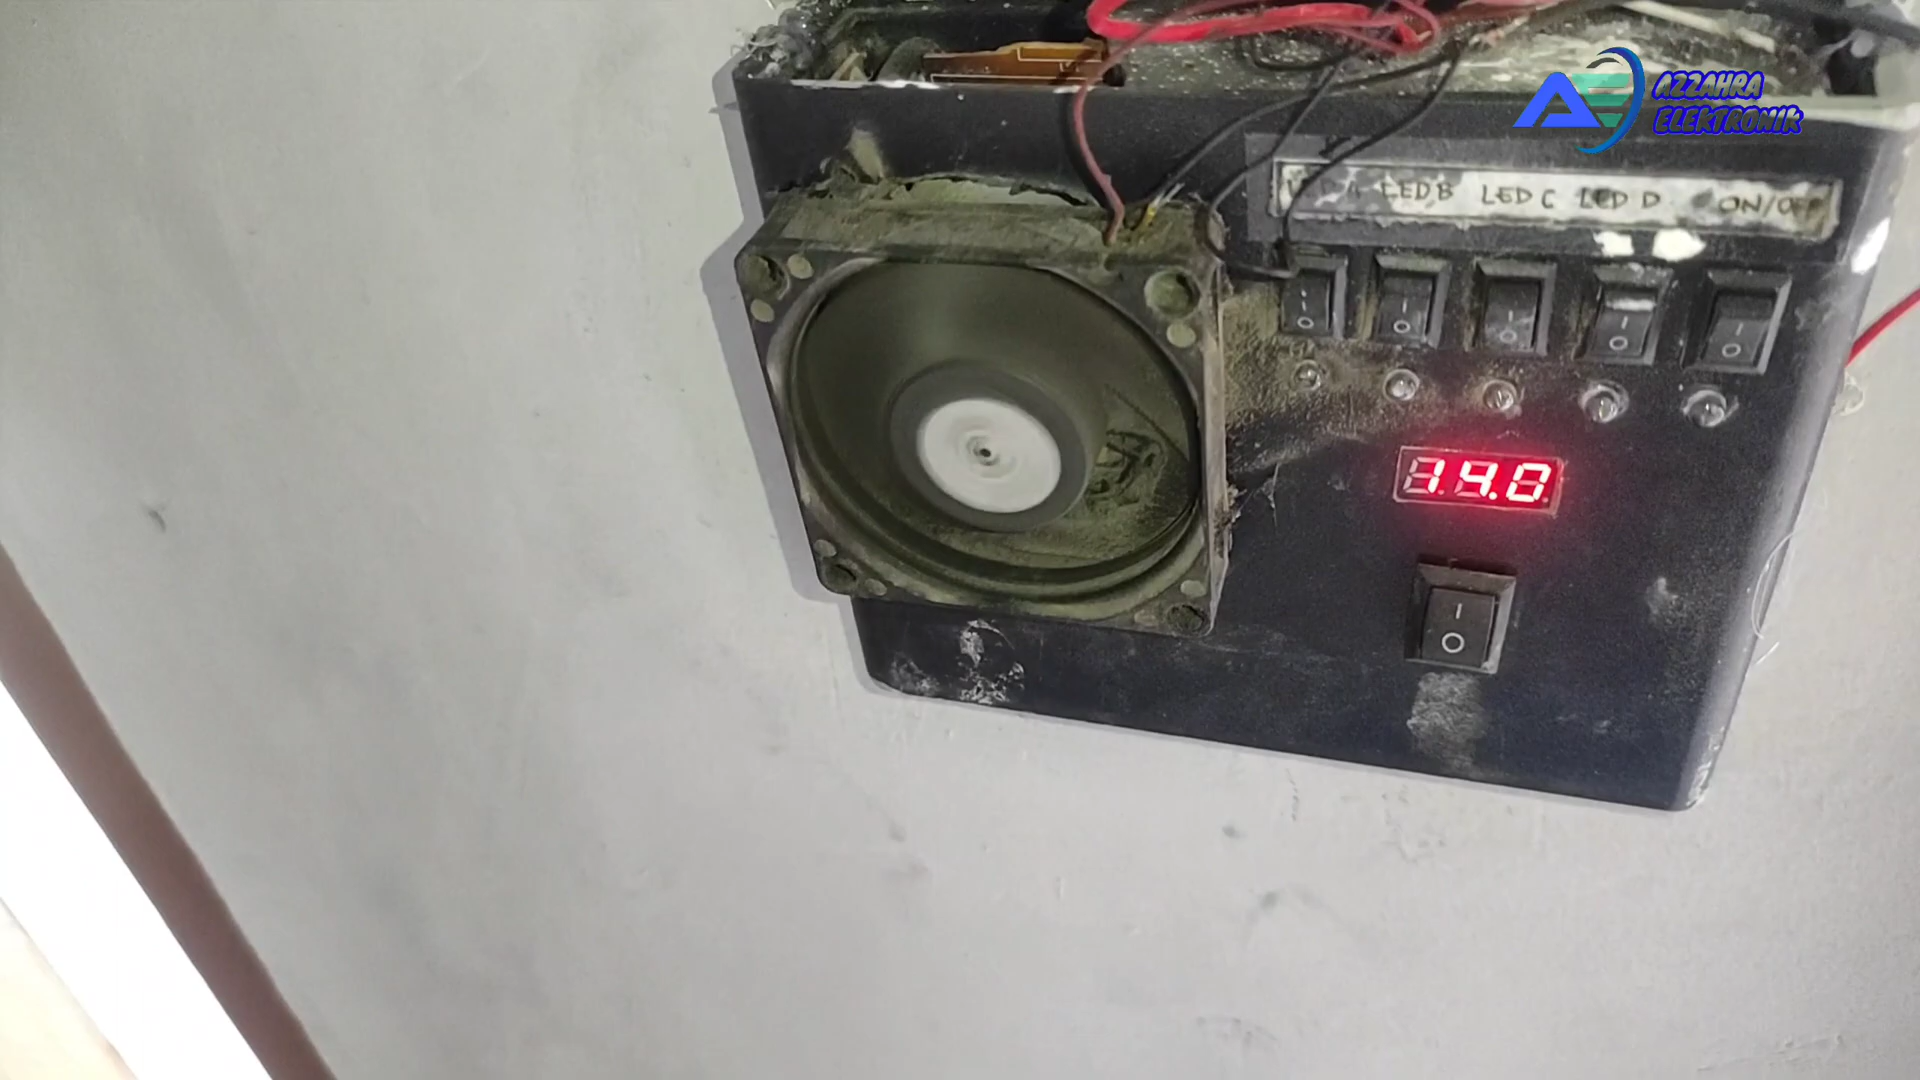 AZZAHRA
ELEKTRONIK
LED B LED C LED D ON/OFF
14.0